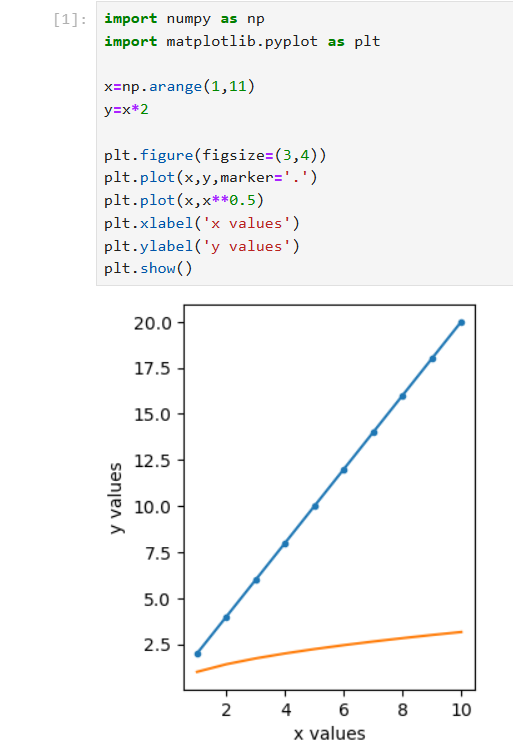 [1]: import numpy as np
import matplotlib.pyplot as plt
x=np.arange(1,11)
y=x*2
plt.figure(figsize=(3,4))
plt.plot(x,y,marker='.')
plt.plot(x,x**0.5)
plt.xlabel('x values')
plt.ylabel('y values')
plt.show()
20.0
17.5
15.0
12.5
10.0
7.5
5.0
2.5
y values
2 4 6 8 10
x values